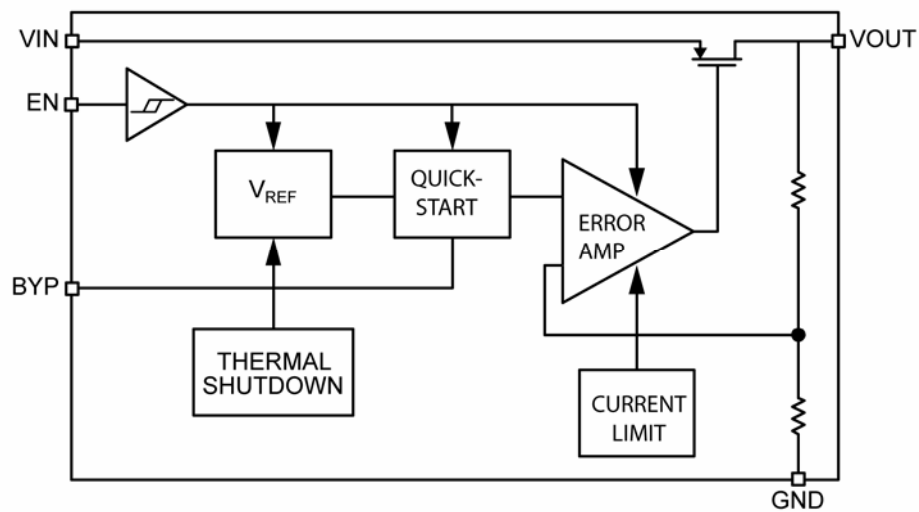 VIN
VOUT
EN
VREF
QUICK-
START
ERROR
AMP
BYP
THERMAL
SHUTDOWN
CURRENT
LIMIT
GND